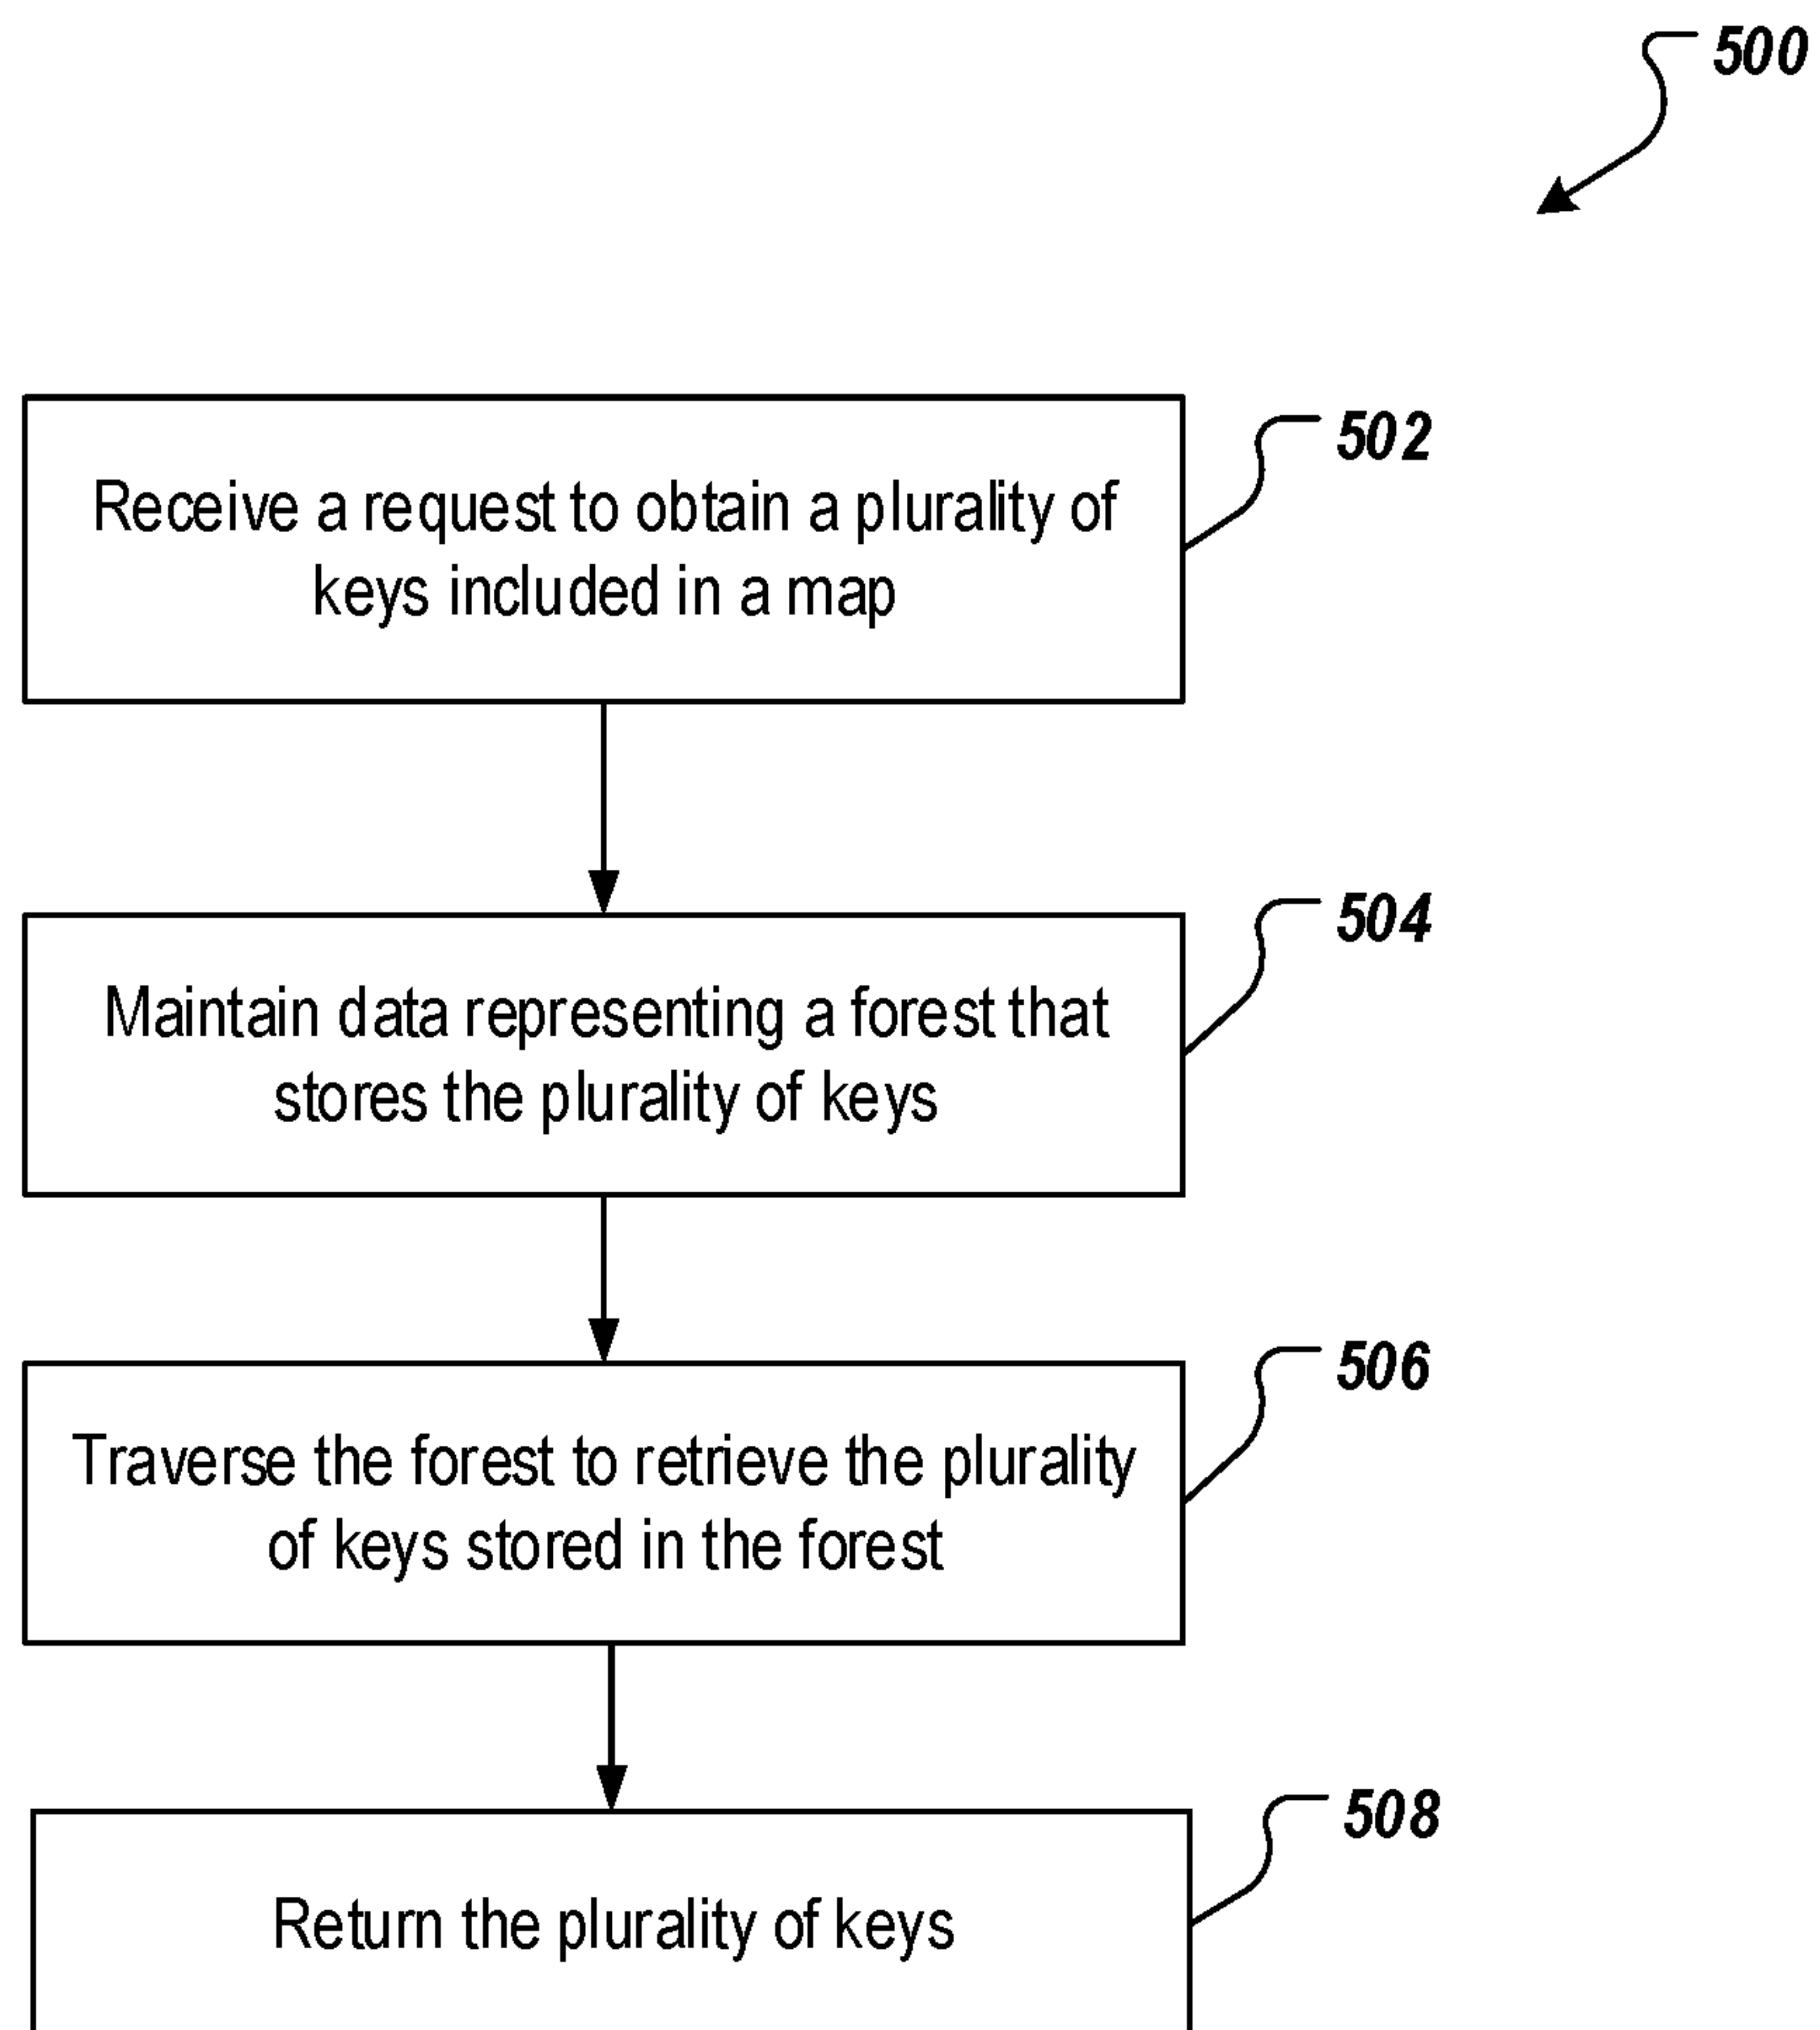 500
502
Receive a request to obtain a plurality of
keys included in a map
504
Maintain data representing a forest that
stores the plurality of keys
506
Traverse the forest to retrieve the plurality
of keys stored in the forest
508
Return the plurality of keys